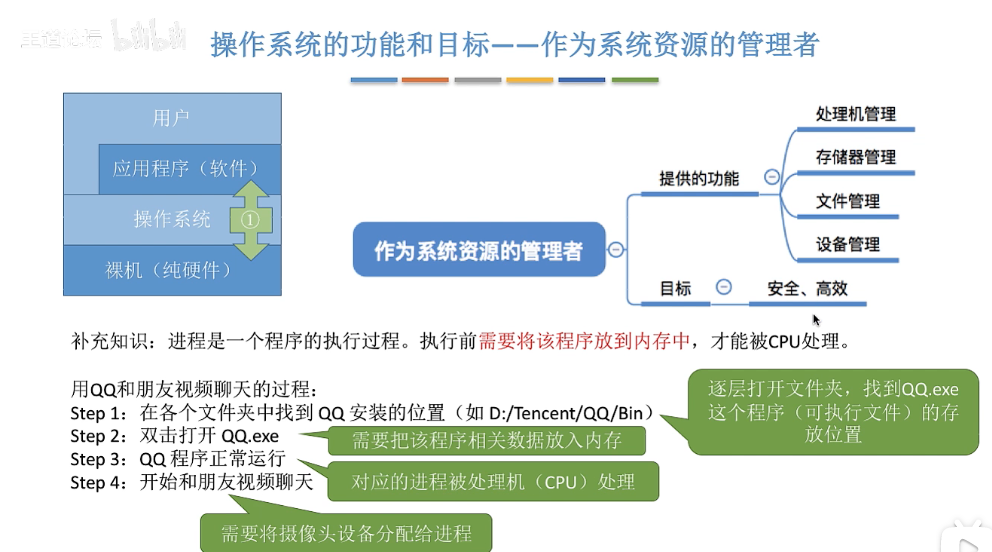 bilibili
操作系统的功能和目标——作为系统资源的管理者
用户
应用程序（软件）
操作系统
①
裸机（纯硬件）
作为系统资源的管理者
提供的功能
处理机管理
存储器管理
文件管理
设备管理
目标
安全、高效
补充知识：进程是一个程序的执行过程。执行前需要将该程序放到内存中，才能被CPU处理。
用QQ和朋友视频聊天的过程：
Step 1：在各个文件夹中找到 QQ 安装的位置（如 D:/Tencent/QQ/Bin）
逐层打开文件夹，找到QQ.exe
这个程序（可执行文件）的存
放位置
Step 2：双击打开 QQ.exe
需要把该程序相关数据放入内存
Step 3：QQ 程序正常运行
对应的进程被处理机（CPU）处理
Step 4：开始和朋友视频聊天
需要将摄像头设备分配给进程